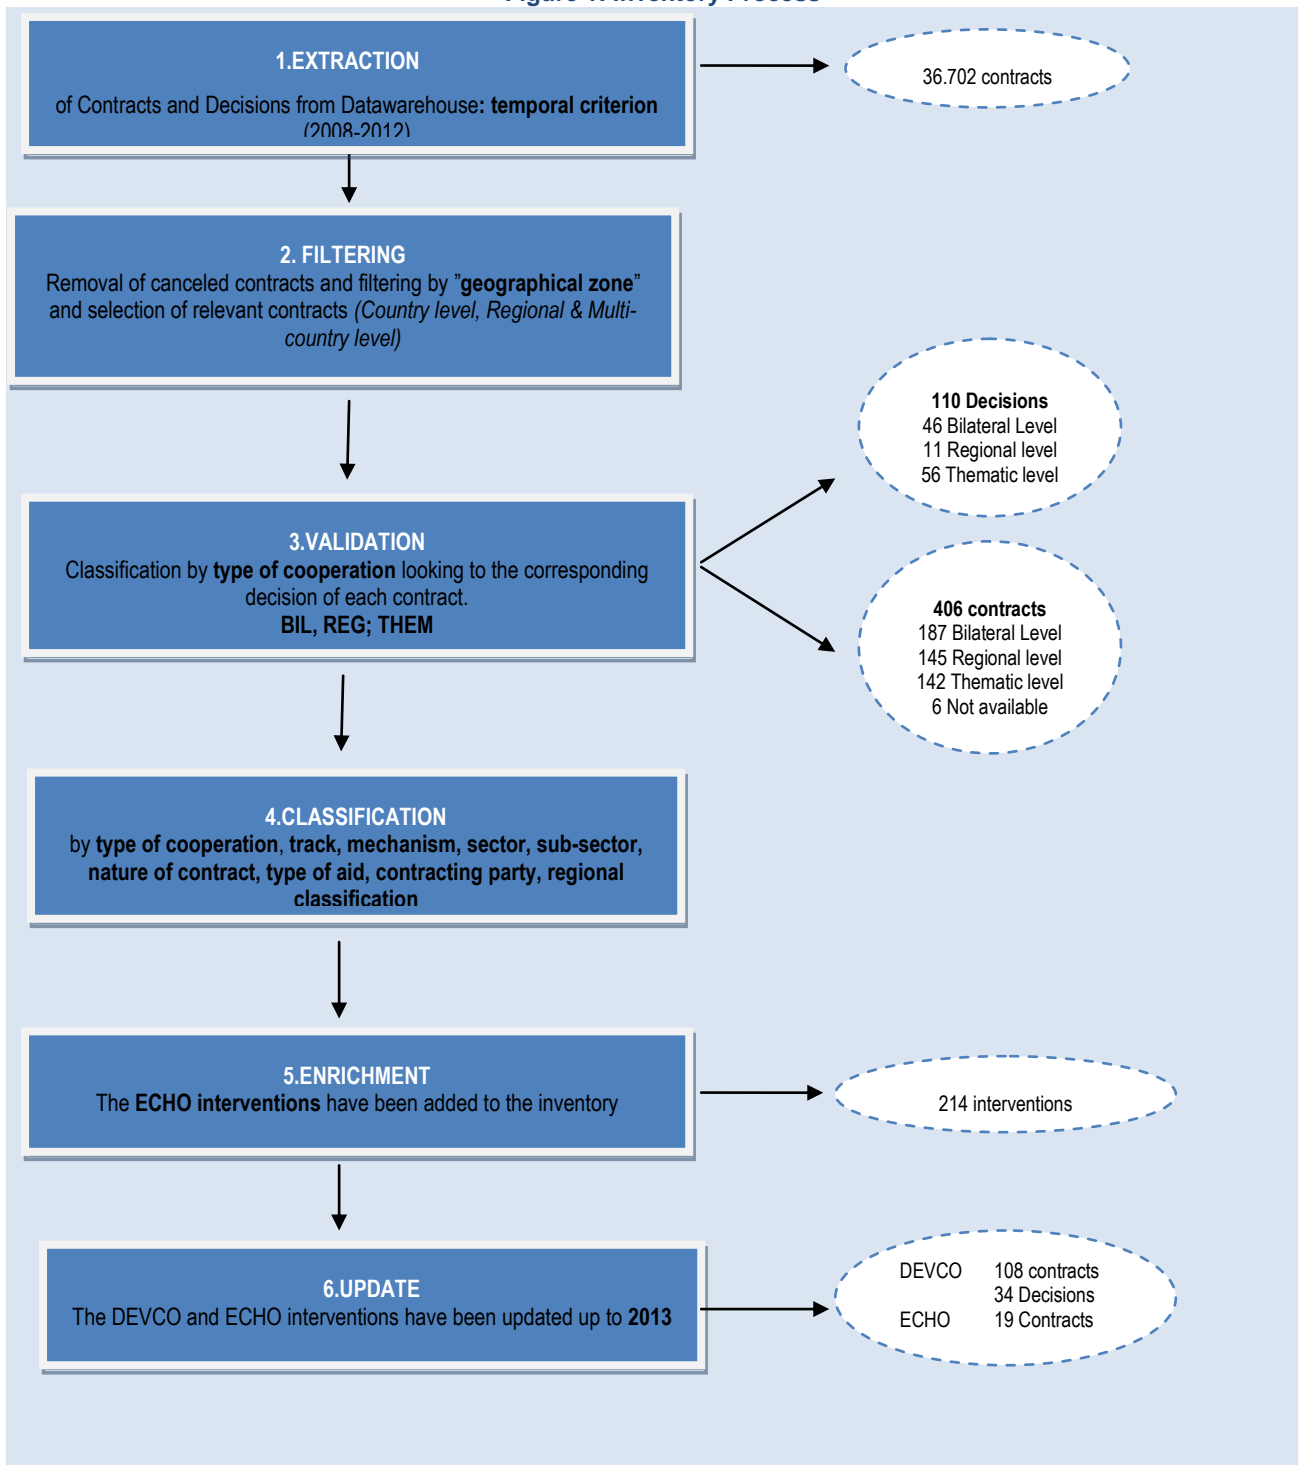 Figure 1: Inventory Process
1.EXTRACTION
of Contracts and Decisions from Datawarehouse: temporal criterion
(2008-2012)
36.702 contracts
2. FILTERING
Removal of canceled contracts and filtering by ”geographical zone”
and selection of relevant contracts (Country level, Regional & Multi-
country level)
110 Decisions
46 Bilateral Level
11 Regional level
56 Thematic level
3.VALIDATION
Classification by type of cooperation looking to the corresponding
decision of each contract.
BIL, REG; THEM
406 contracts
187 Bilateral Level
145 Regional level
142 Thematic level
6 Not available
4.CLASSIFICATION
by type of cooperation, track, mechanism, sector, sub-sector,
nature of contract, type of aid, contracting party, regional
classification
5.ENRICHMENT
The ECHO interventions have been added to the inventory
214 interventions
6.UPDATE
The DEVCO and ECHO interventions have been updated up to 2013
DEVCO 108 contracts
34 Decisions
ECHO 19 Contracts